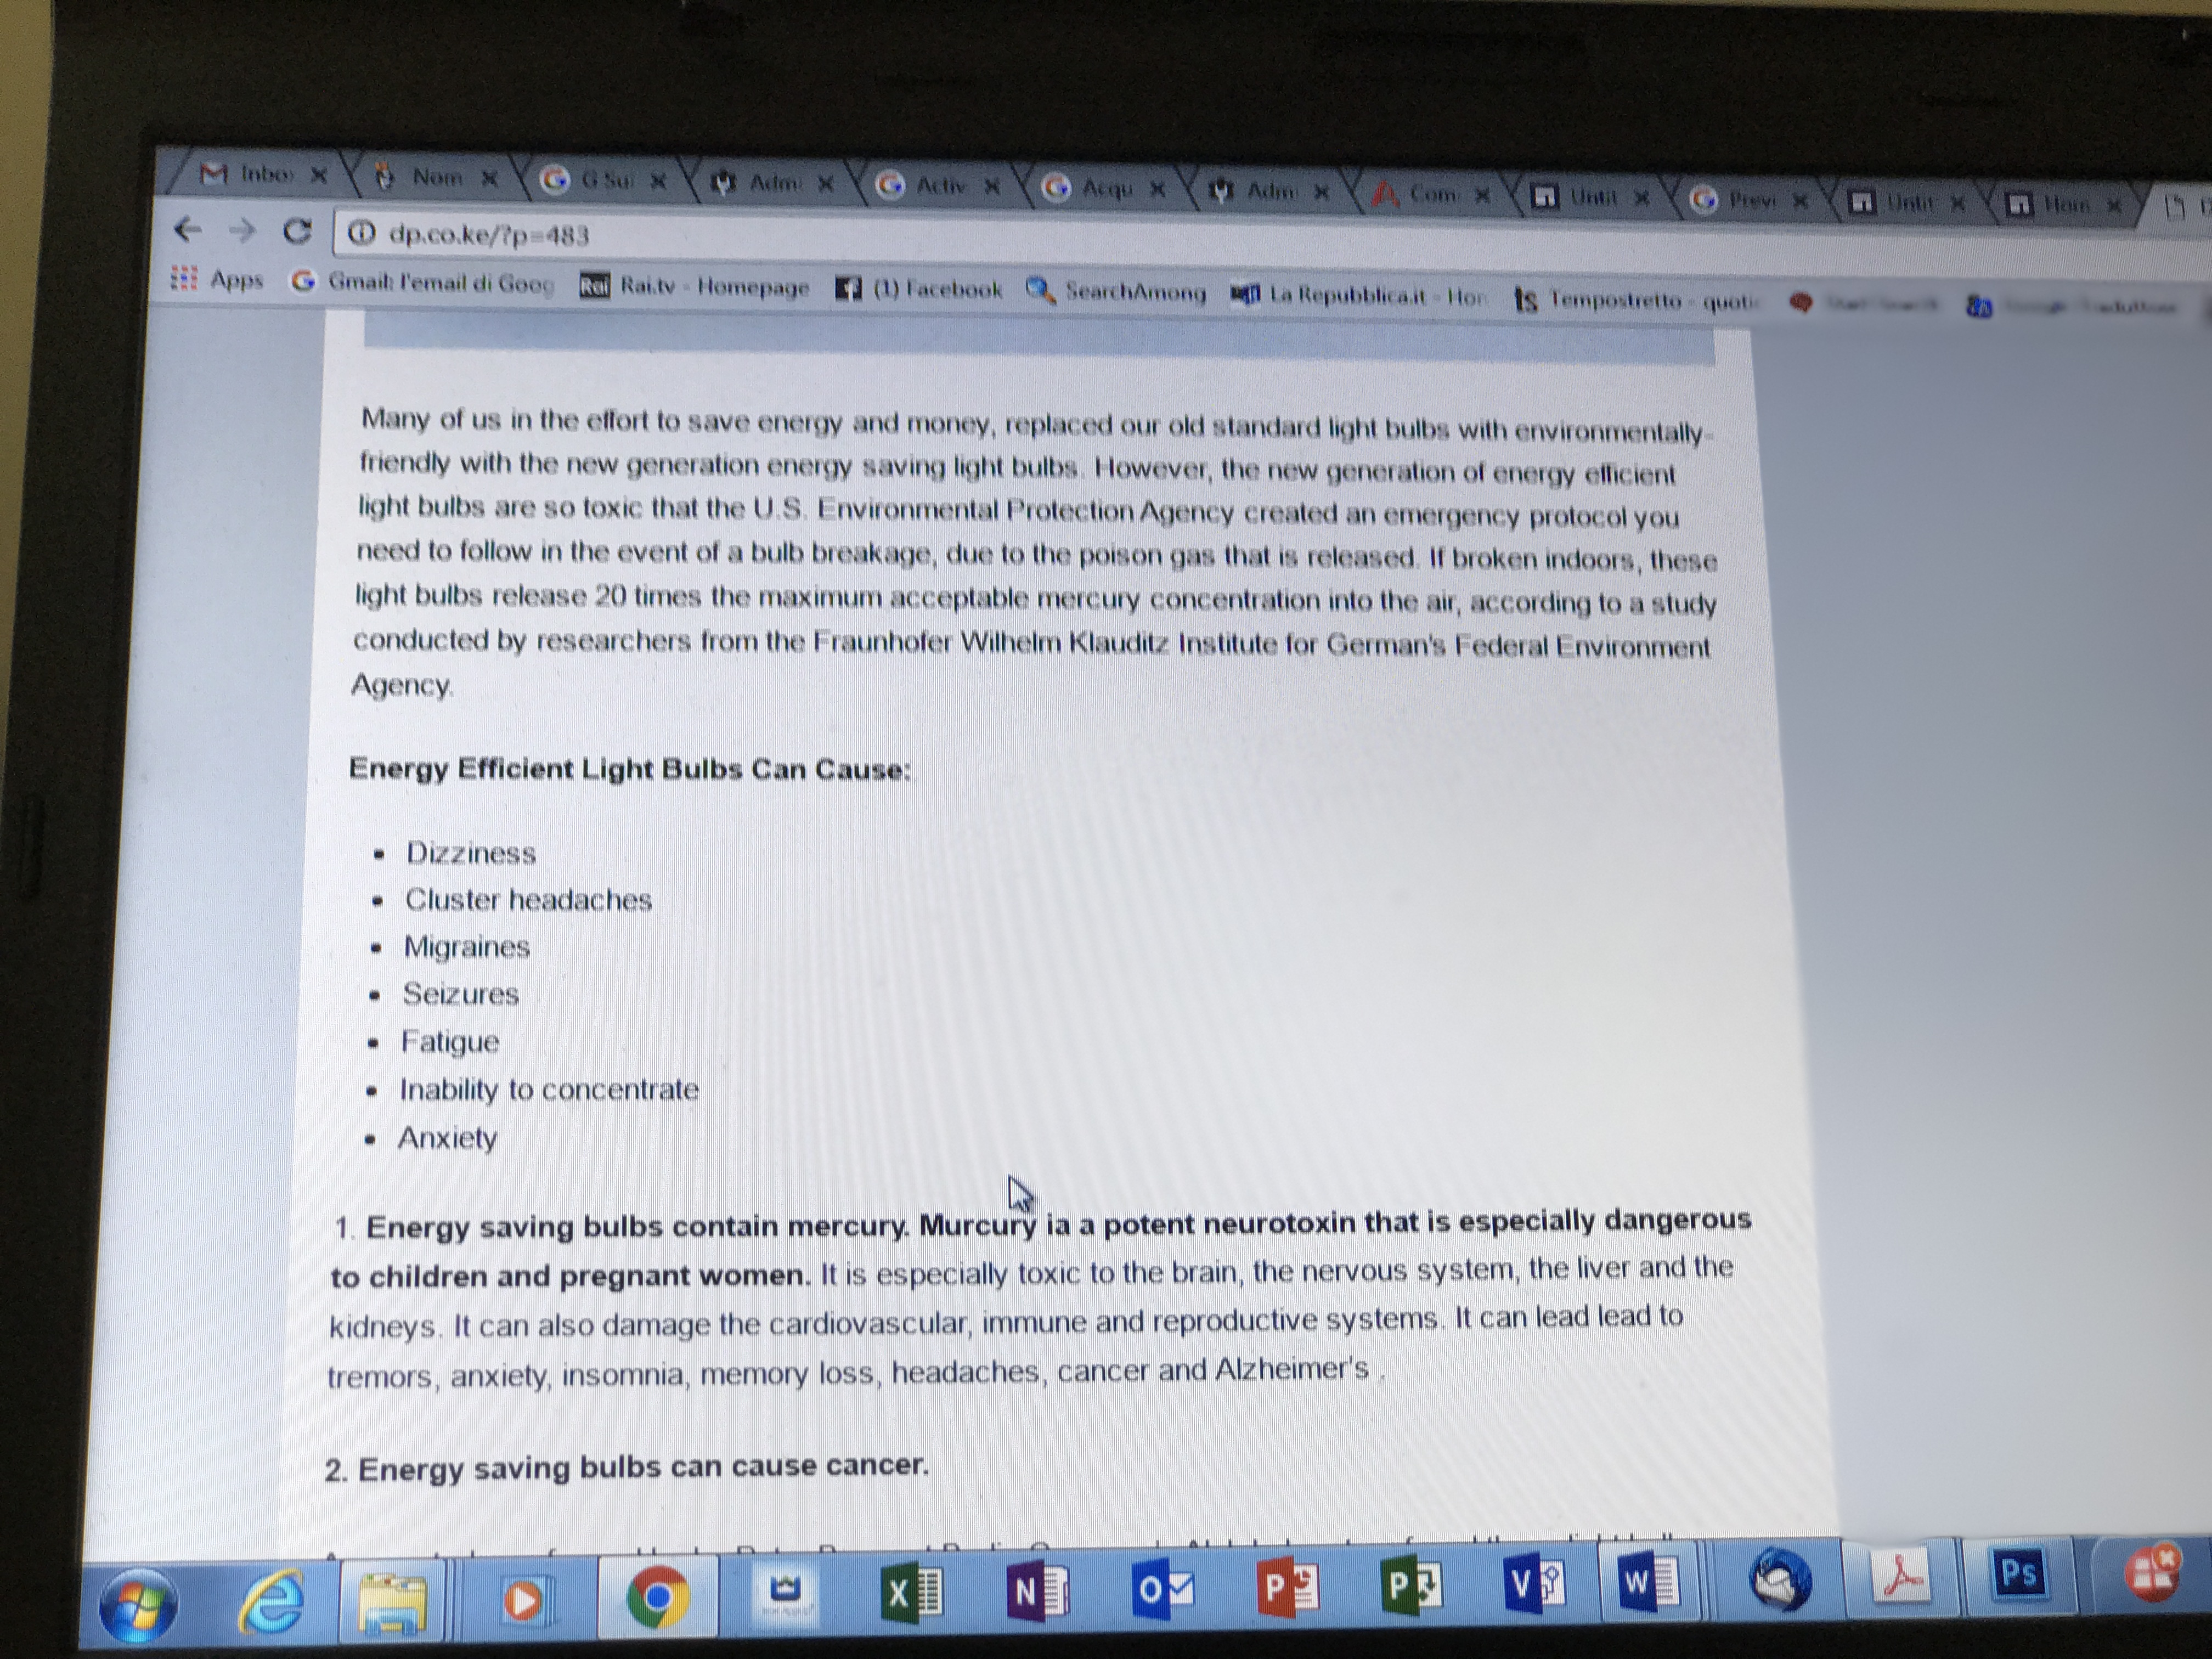 Inbox
Nom
G Sui
Adm
Activ
Acqu
Adm
Com
Untit
Previ
Untit
Hom
dp.co.ke/?p=483
Apps
Gmail: l'email di Goog
Rai Rai.tv - Homepage
(1) Facebook
SearchAmong
La Repubblica.it - Hor
ts Tempostretto - quoti
Many of us in the effort to save energy and money, replaced our old standard light bulbs with environmentally-
friendly with the new generation energy saving light bulbs. However, the new generation of energy efficient
light bulbs are so toxic that the U.S. Environmental Protection Agency created an emergency protocol you
need to follow in the event of a bulb breakage, due to the poison gas that is released. If broken indoors, these
light bulbs release 20 times the maximum acceptable mercury concentration into the air, according to a study
conducted by researchers from the Fraunhofer Wilhelm Klauditz Institute for German's Federal Environment
Agency.
Energy Efficient Light Bulbs Can Cause:
• Dizziness
• Cluster headaches
• Migraines
• Seizures
• Fatigue
• Inability to concentrate
• Anxiety
1. Energy saving bulbs contain mercury. Murcury ia a potent neurotoxin that is especially dangerous
to children and pregnant women. It is especially toxic to the brain, the nervous system, the liver and the
kidneys. It can also damage the cardiovascular, immune and reproductive systems. It can lead lead to
tremors, anxiety, insomnia, memory loss, headaches, cancer and Alzheimer's .
2. Energy saving bulbs can cause cancer.
X
N
O
P
P
V
W
Ps